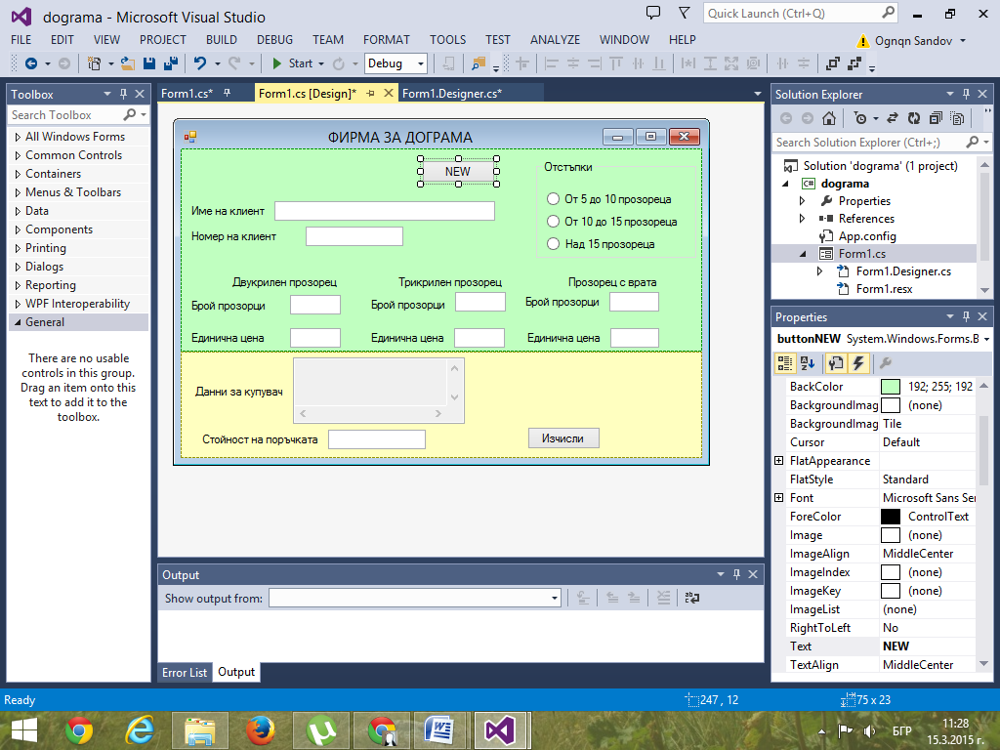 dograma - Microsoft Visual Studio
Quick Launch (Ctrl+Q)
FILE EDIT VIEW PROJECT BUILD DEBUG TEAM FORMAT TOOLS TEST ANALYZE WINDOW HELP
Ognqn Sandov
Start Debug
Toolbox
Search Toolbox
All Windows Forms
Common Controls
Containers
Menus & Toolbars
Data
Components
Printing
Dialogs
Reporting
WPF Interoperability
General
There are no usable
controls in this group.
Drag an item onto this
text to add it to the
toolbox.
Form1.cs* Form1.cs [Design]* Form1.Designer.cs*
ФИРМА ЗА ДОГРАМА
NEW
Отстъпки
От 5 до 10 прозореца
От 10 до 15 прозореца
Над 15 прозореца
Име на клиент
Номер на клиент
Двукрилен прозорец Трикрилен прозорец Прозорец с врата
Брой прозорци Брой прозорци Брой прозорци
Единична цена Единична цена Единична цена
Данни за купувач
Стойност на поръчката
Изчисли
Output
Show output from:
Error List Output
Solution Explorer
Search Solution Explorer (Ctrl+;)
Solution 'dograma' (1 project)
dograma
Properties
References
App.config
Form1.cs
Form1.Designer.cs
Form1.resx
Properties
buttonNEW System.Windows.Forms.B
BackColor 192; 255; 192
BackgroundImag (none)
BackgroundImag Tile
Cursor Default
FlatAppearance
FlatStyle Standard
Font Microsoft Sans Ser
ForeColor ControlText
Image (none)
ImageAlign MiddleCenter
ImageIndex (none)
ImageKey (none)
ImageList (none)
RightToLeft No
Text NEW
TextAlign MiddleCenter
Ready 247 , 12 75 x 23
БГР
11:28
15.3.2015 г.